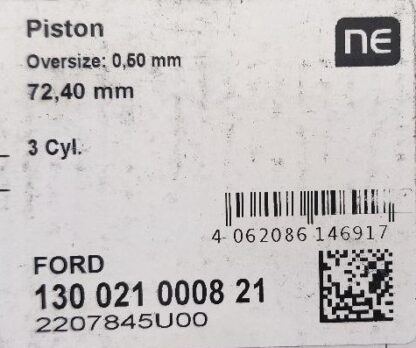 Piston
Oversize: 0,50 mm
72,40 mm
3 Cyl.
NE
4 062086 146917
FORD
130 021 0008 21
2207845U00